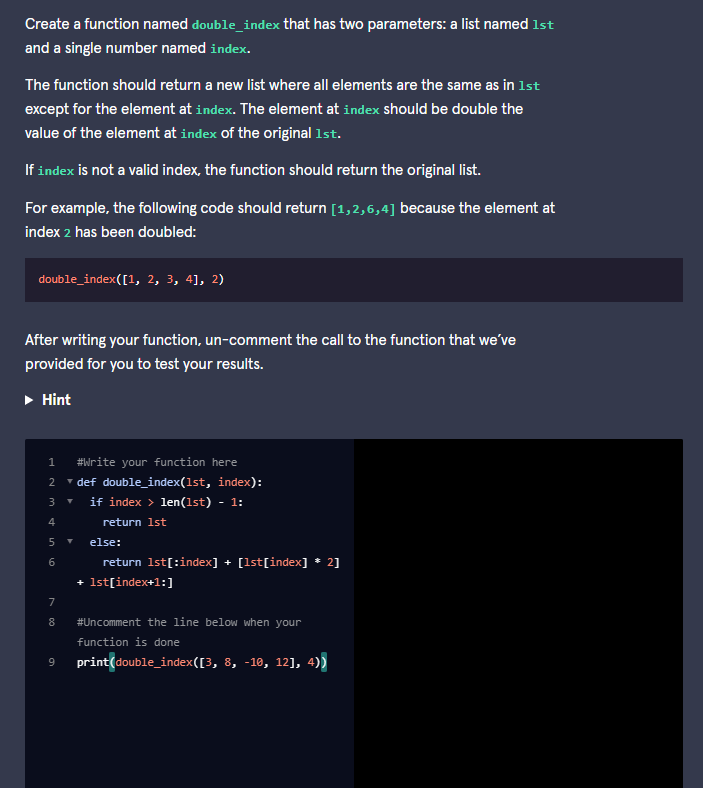 Create a function named double_index that has two parameters: a list named lst
and a single number named index.
The function should return a new list where all elements are the same as in lst
except for the element at index. The element at index should be double the
value of the element at index of the original lst.
If index is not a valid index, the function should return the original list.
For example, the following code should return [1,2,6,4] because the element at
index 2 has been doubled:
double_index([1, 2, 3, 4], 2)
After writing your function, un-comment the call to the function that we've
provided for you to test your results.
Hint
1 #Write your function here
2 def double_index(lst, index):
3 if index > len(lst) - 1:
4 return lst
5 else:
6 return lst[:index] + [lst[index] * 2]
+ lst[index+1:]
7
8 #Uncomment the line below when your
function is done
9 print(double_index([3, 8, -10, 12], 4))